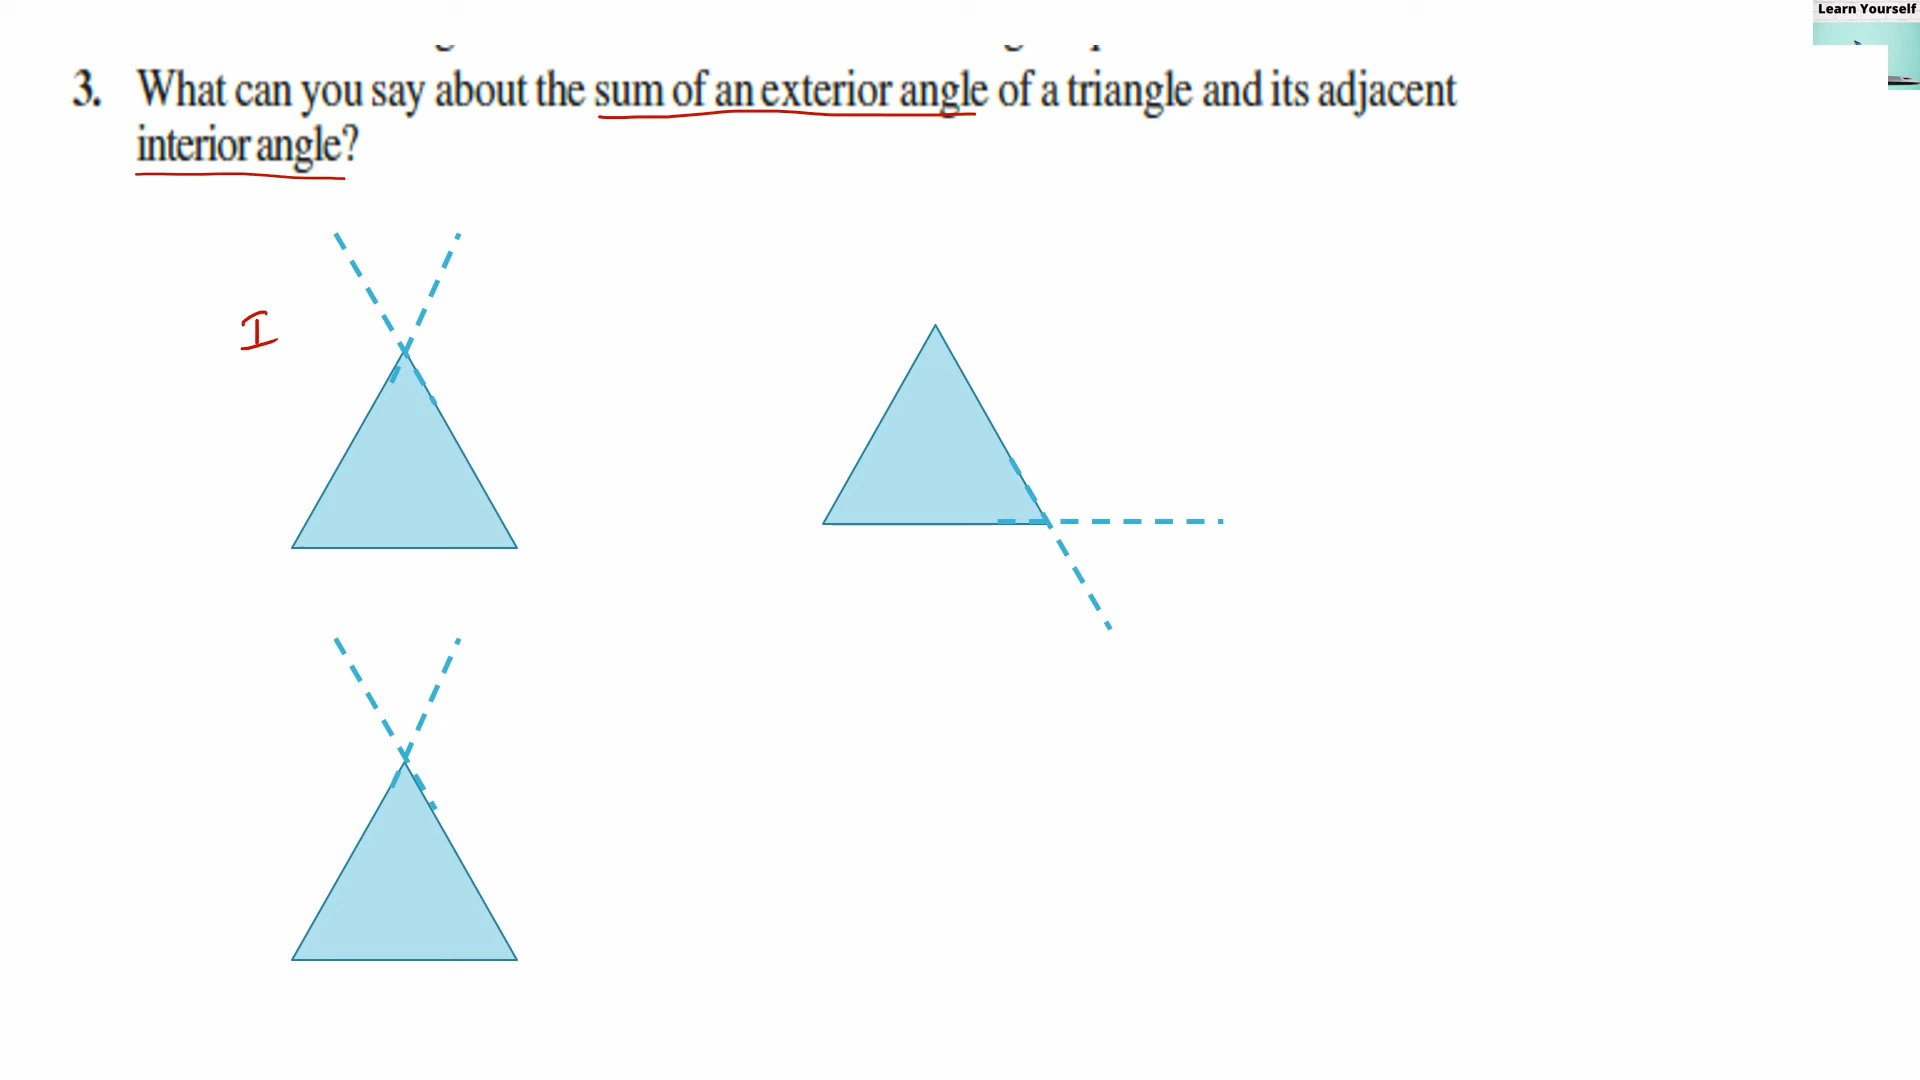 Learn Yourself
3. What can you say about the sum of an exterior angle of a triangle and its adjacent
interior angle?
I